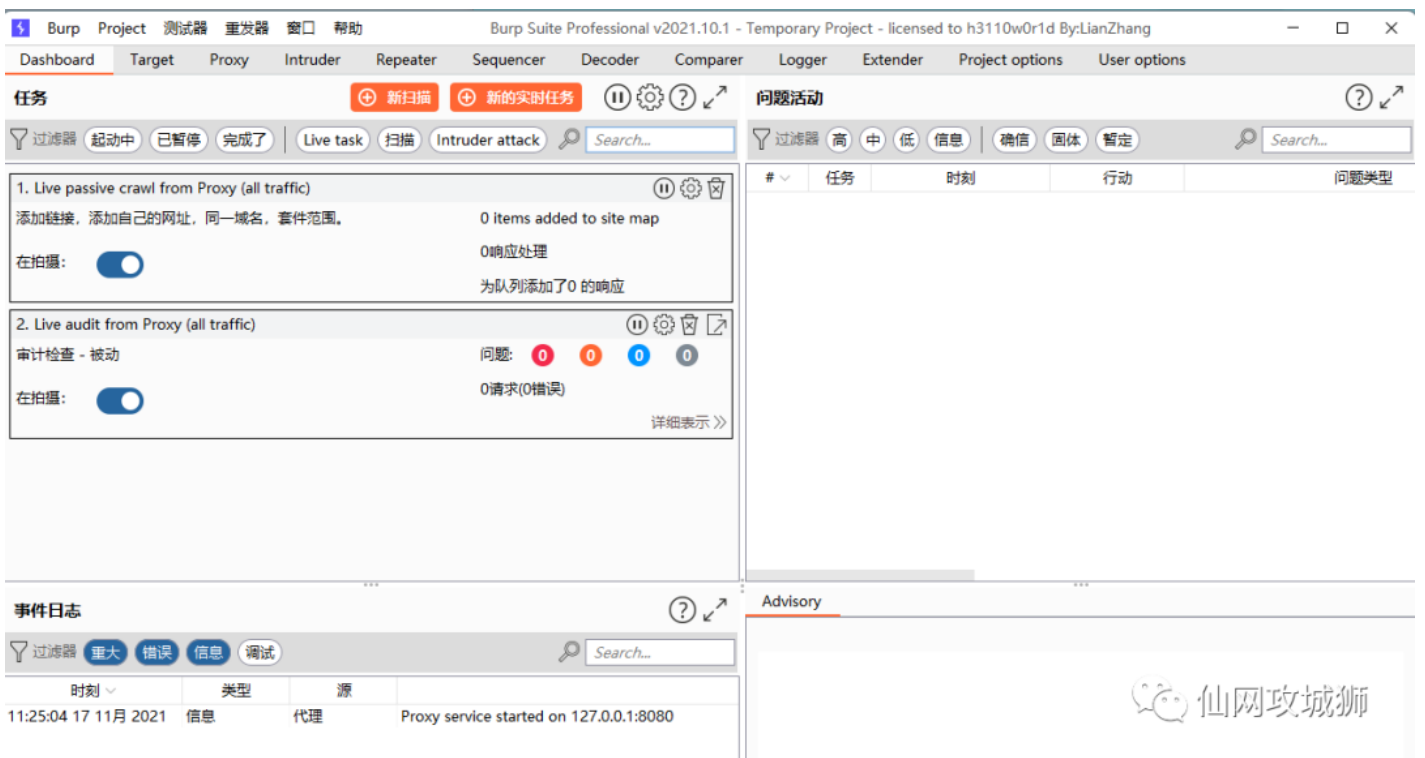 Burp Project 测试器 重发器 窗口 帮助 Burp Suite Professional v2021.10.1 - Temporary Project - licensed to h3110w0r1d By:LianZhang
Dashboard Target Proxy Intruder Repeater Sequencer Decoder Comparer Logger Extender Project options User options
任务 新扫描 新的实时任务
过滤器 起动中 已暂停 完成了 Live task 扫描 Intruder attack Search...
1. Live passive crawl from Proxy (all traffic)
添加链接，添加自己的网址，同一域名，套件范围。 0 items added to site map
0响应处理
在拍摄:
为队列添加了0 的响应
2. Live audit from Proxy (all traffic)
审计检查 - 被动 问题: 0 0 0 0
0请求(0错误)
在拍摄:
详细表示
问题活动
过滤器 高 中 低 信息 确信 固体 暂定 Search...
# 任务 时刻 行动 问题类型
事件日志
过滤器 重大 错误 信息 调试 Search...
时刻 类型 源
11:25:04 17 11月 2021 信息 代理 Proxy service started on 127.0.0.1:8080
Advisory
仙网攻城狮